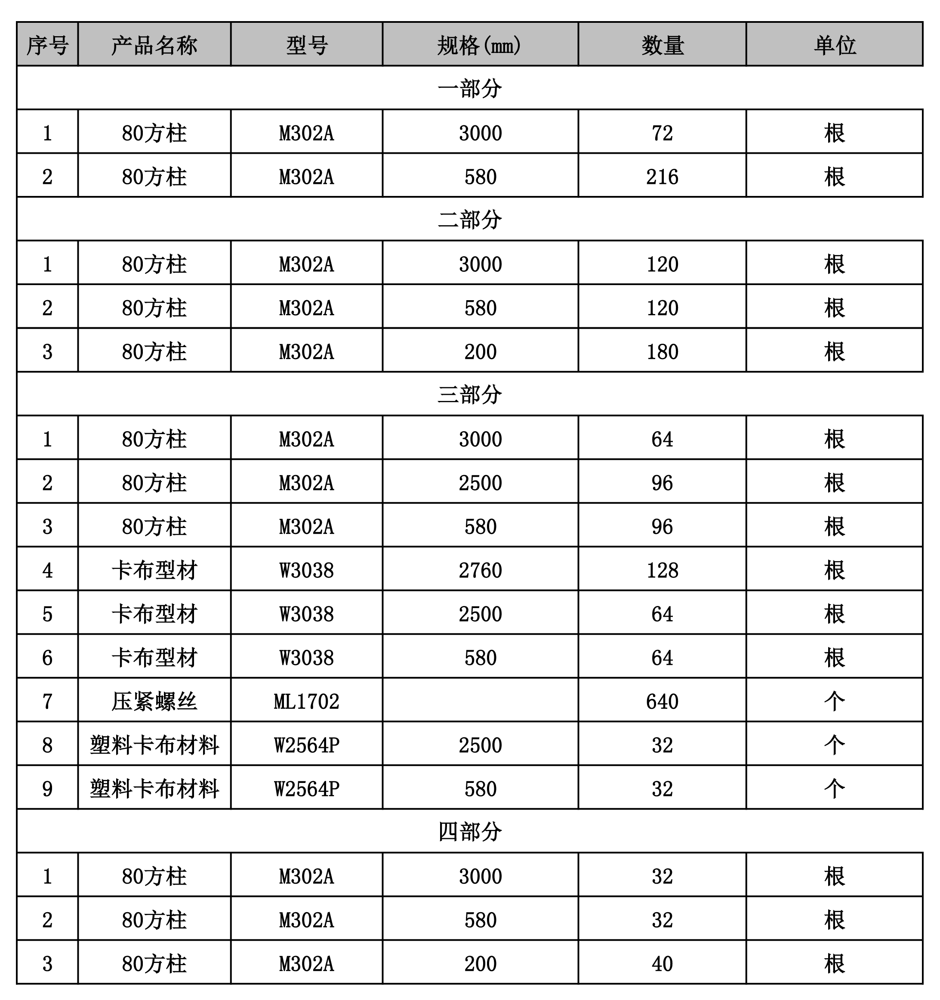 序号 产品名称 型号 规格(mm) 数量 单位
一部分
1 80方柱 M302A 3000 72 根
2 80方柱 M302A 580 216 根
二部分
1 80方柱 M302A 3000 120 根
2 80方柱 M302A 580 120 根
3 80方柱 M302A 200 180 根
三部分
1 80方柱 M302A 3000 64 根
2 80方柱 M302A 2500 96 根
3 80方柱 M302A 580 96 根
4 卡布型材 W3038 2760 128 根
5 卡布型材 W3038 2500 64 根
6 卡布型材 W3038 580 64 根
7 压紧螺丝 ML1702 640 个
8 塑料卡布材料 W2564P 2500 32 个
9 塑料卡布材料 W2564P 580 32 个
四部分
1 80方柱 M302A 3000 32 根
2 80方柱 M302A 580 32 根
3 80方柱 M302A 200 40 根